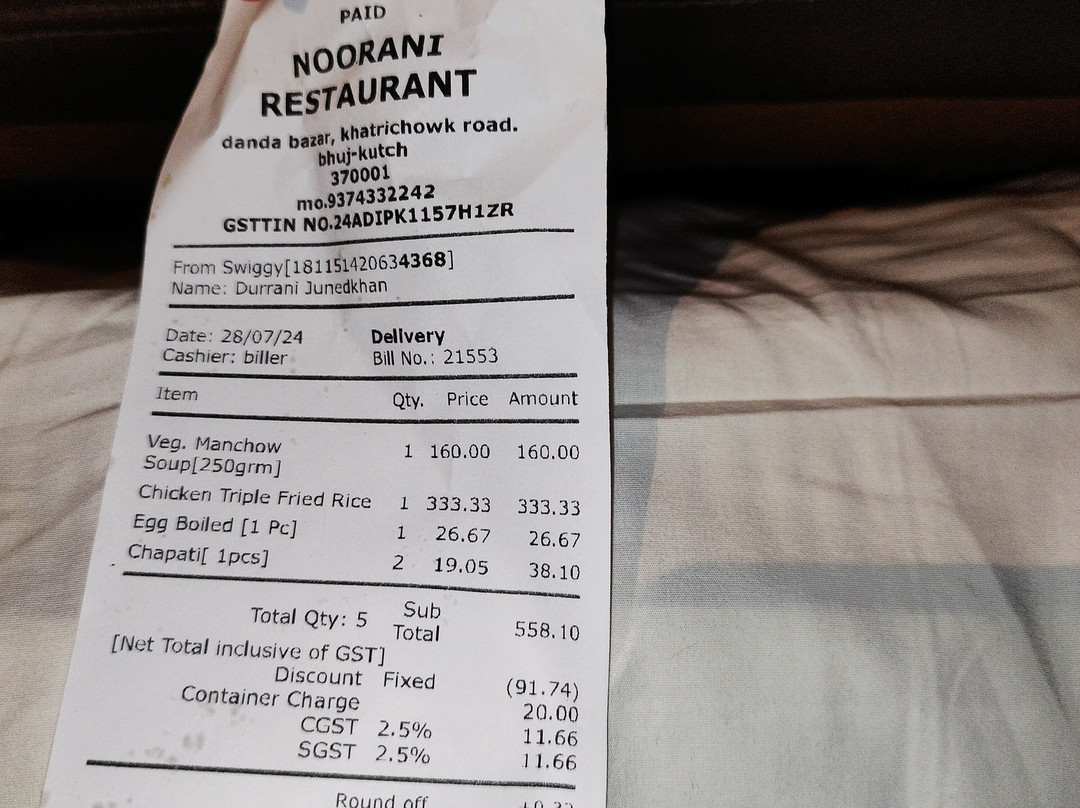 PAID
NOORANI
RESTAURANT
danda bazar, khatrichowk road.
bhuj-kutch
370001
mo.9374332242
GSTTIN NO.24ADIPK1157H1ZR
From Swiggy[181151420634368]
Name: Durrani Junedkhan
Date: 28/07/24 Delivery
Cashier: biller Bill No.: 21553
Item Qty. Price Amount
Veg. Manchow 1 160.00 160.00
Soup[250grm]
Chicken Triple Fried Rice 1 333.33 333.33
Egg Boiled [1 Pc] 1 26.67 26.67
Chapati[ 1pcs] 2 19.05 38.10
Total Qty: 5 Sub
Total 558.10
[Net Total inclusive of GST]
Discount Fixed (91.74)
Container Charge 20.00
CGST 2.5% 11.66
SGST 2.5% 11.66
Round off